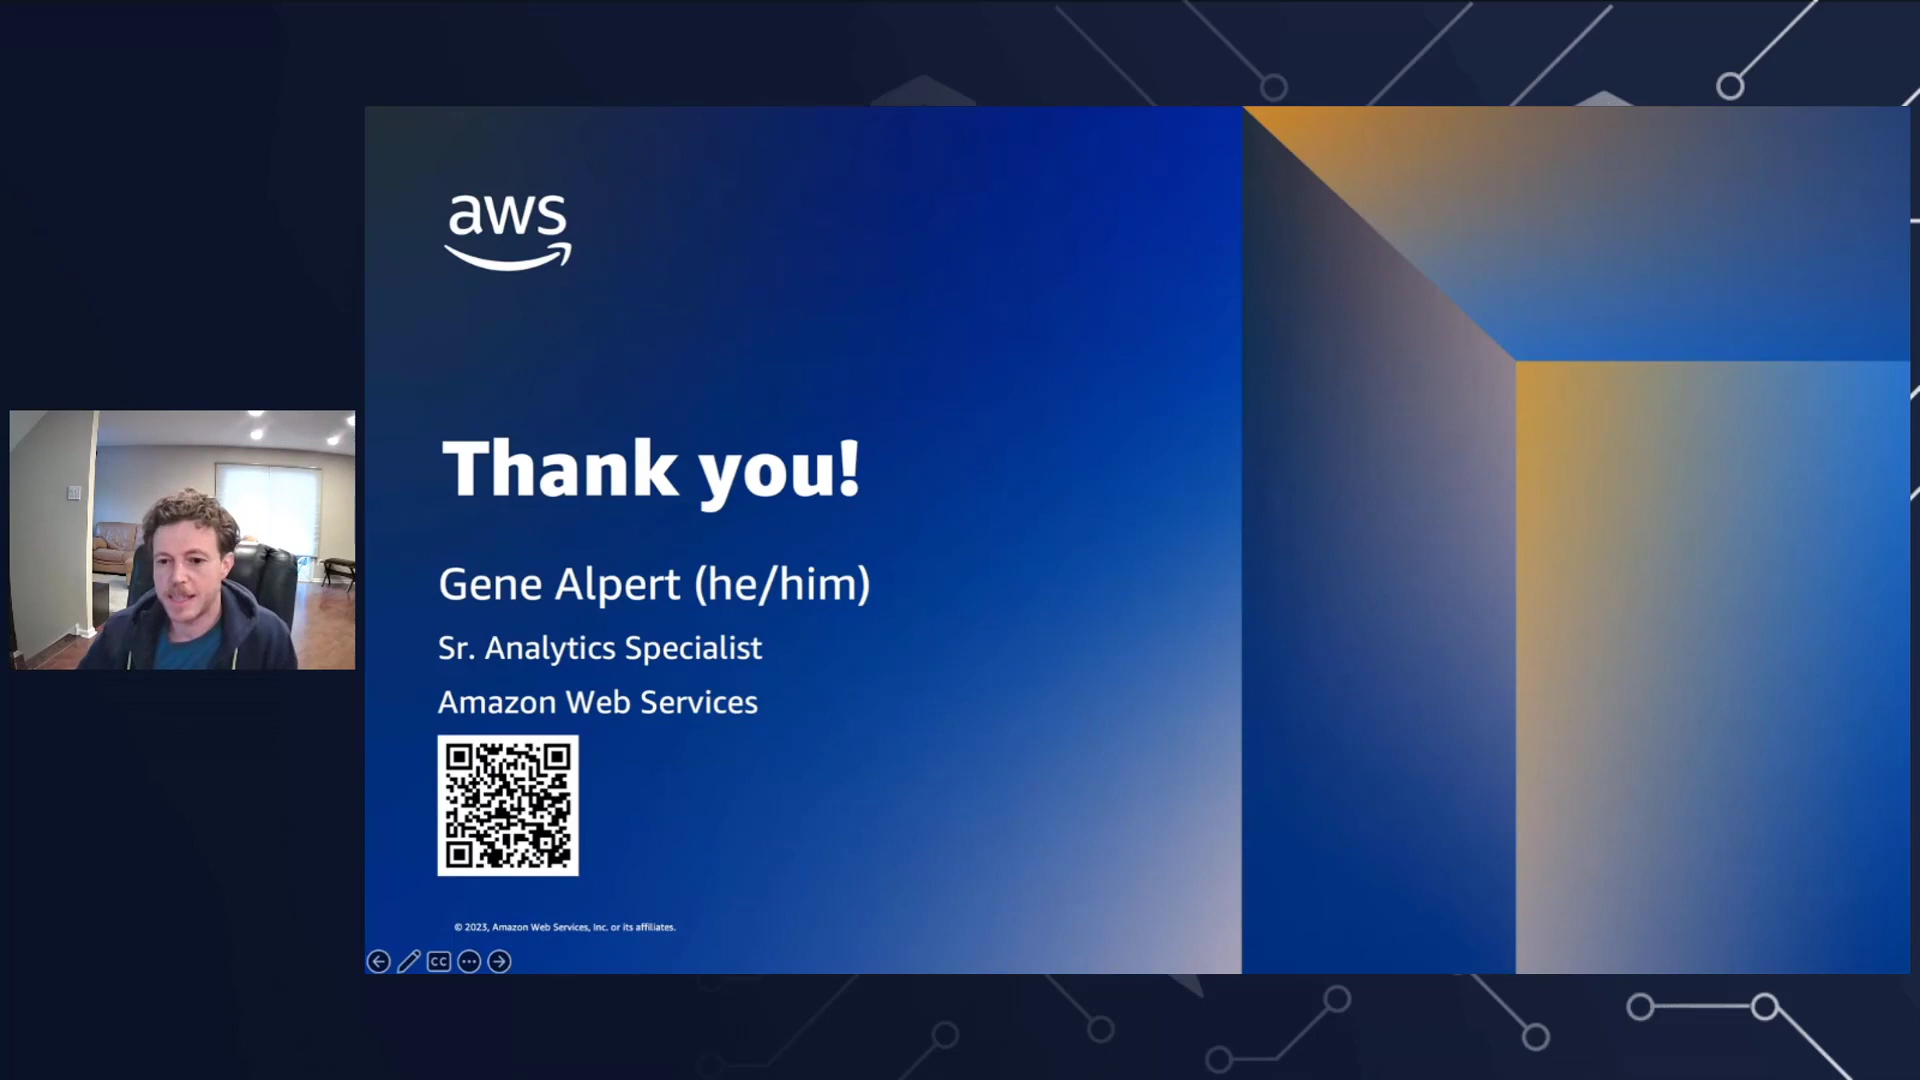 aws
Thank you!
Gene Alpert (he/him)
Sr. Analytics Specialist
Amazon Web Services
© 2023, Amazon Web Services, Inc. or its affiliates.
CC